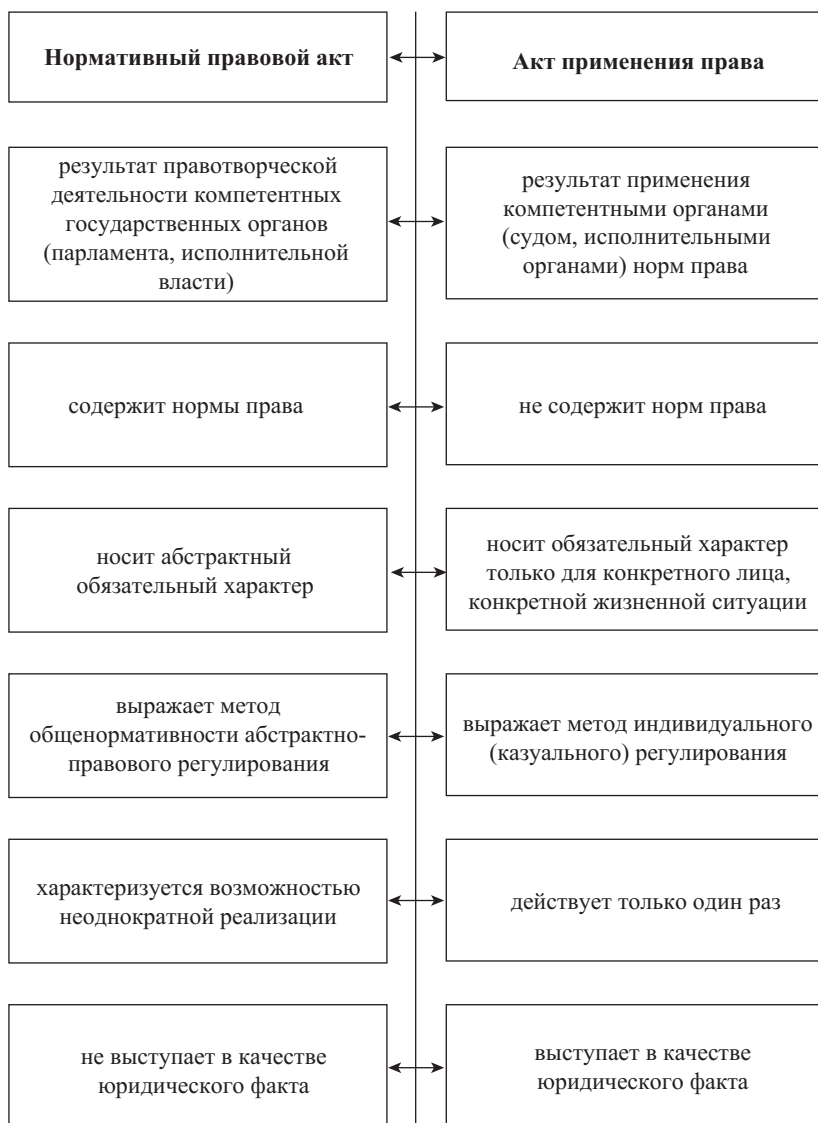 Нормативный правовой акт
Акт применения права
результат правотворческой
деятельности компетентных
государственных органов
(парламента, исполнительной
власти)
результат применения
компетентными органами
(судом, исполнительными
органами) норм права
содержит нормы права
не содержит норм права
носит абстрактный
обязательный характер
носит обязательный характер
только для конкретного лица,
конкретной жизненной ситуации
выражает метод
общенормативности абстрактно-
правового регулирования
выражает метод индивидуального
(казуального) регулирования
характеризуется возможностью
неоднократной реализации
действует только один раз
не выступает в качестве
юридического факта
выступает в качестве
юридического факта